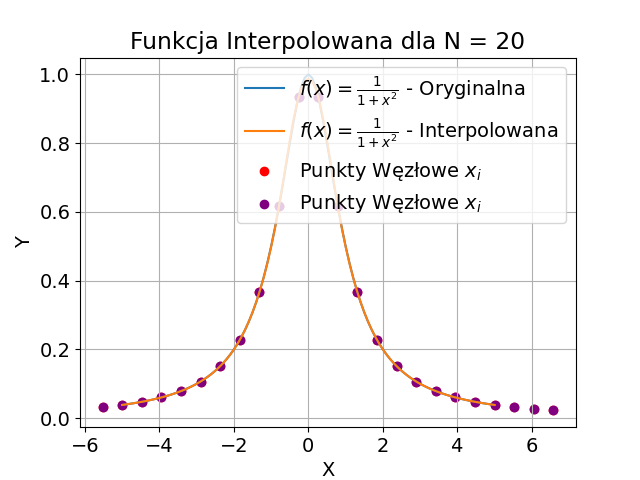 Funkcja Interpolowana dla N = 20
1.0
0.8
0.6
0.4
0.2
0.0
Y
f(x) = 1/(1+x²) - Oryginalna
f(x) = 1/(1+x²) - Interpolowana
Punkty Węzłowe xᵢ
Punkty Węzłowe xᵢ
−6 −4 −2 0 2 4 6
X